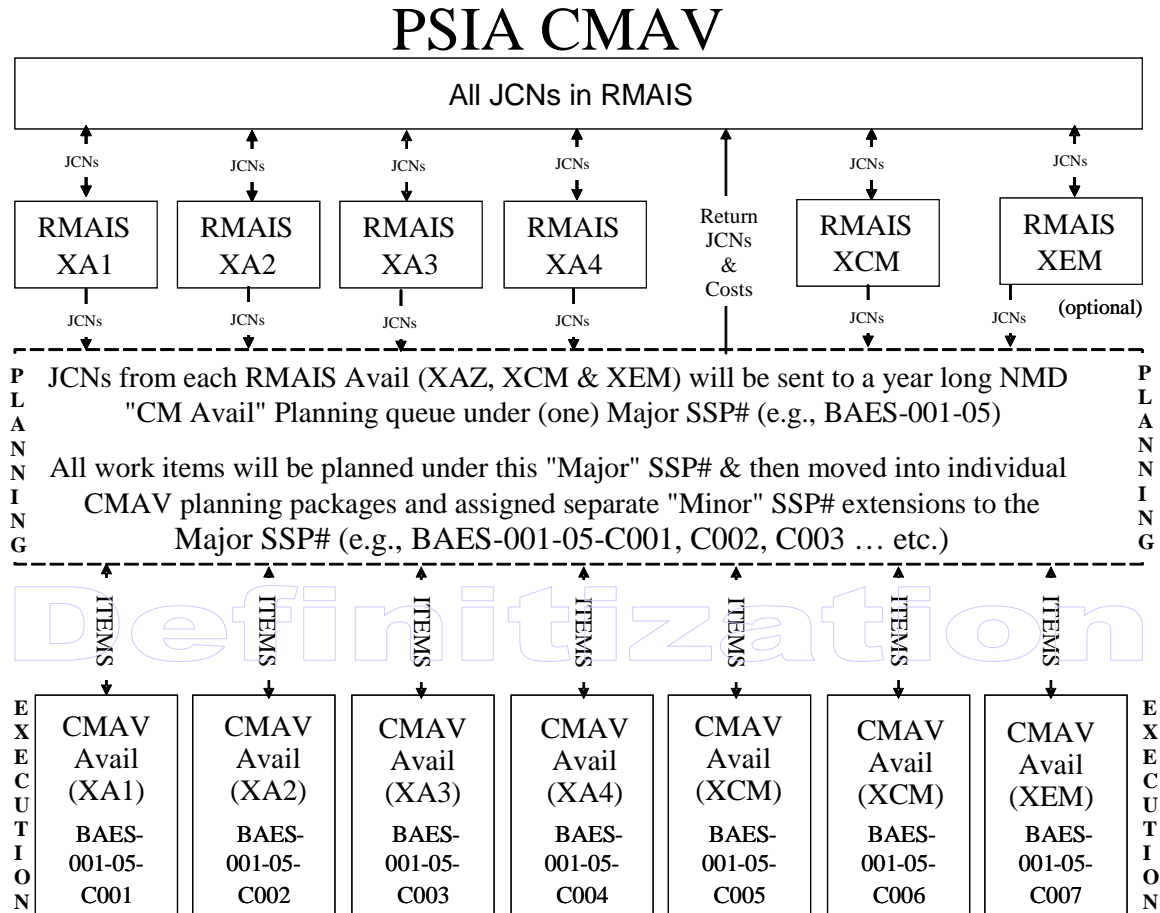 PSIA CMAV
All JCNs in RMAIS
JCNs
JCNs
JCNs
JCNs
JCNs
JCNs
RMAIS
XA1
RMAIS
XA2
RMAIS
XA3
RMAIS
XA4
Return
JCNs
&
Costs
RMAIS
XCM
RMAIS
XEM
(optional)
JCNs
JCNs
JCNs
JCNs
JCNs
JCNs
PLANNING
JCNs from each RMAIS Avail (XAZ, XCM & XEM) will be sent to a year long NMD
"CM Avail" Planning queue under (one) Major SSP# (e.g., BAES-001-05)
All work items will be planned under this "Major" SSP# & then moved into individual
CMAV planning packages and assigned separate "Minor" SSP# extensions to the
Major SSP# (e.g., BAES-001-05-C001, C002, C003 … etc.)
PLANNING
Definitization
ITEMS
ITEMS
ITEMS
ITEMS
ITEMS
ITEMS
ITEMS
EXECUTION
CMAV
Avail
(XA1)
BAES-
001-05-
C001
CMAV
Avail
(XA2)
BAES-
001-05-
C002
CMAV
Avail
(XA3)
BAES-
001-05-
C003
CMAV
Avail
(XA4)
BAES-
001-05-
C004
CMAV
Avail
(XCM)
BAES-
001-05-
C005
CMAV
Avail
(XCM)
BAES-
001-05-
C006
CMAV
Avail
(XEM)
BAES-
001-05-
C007
EXECUTION